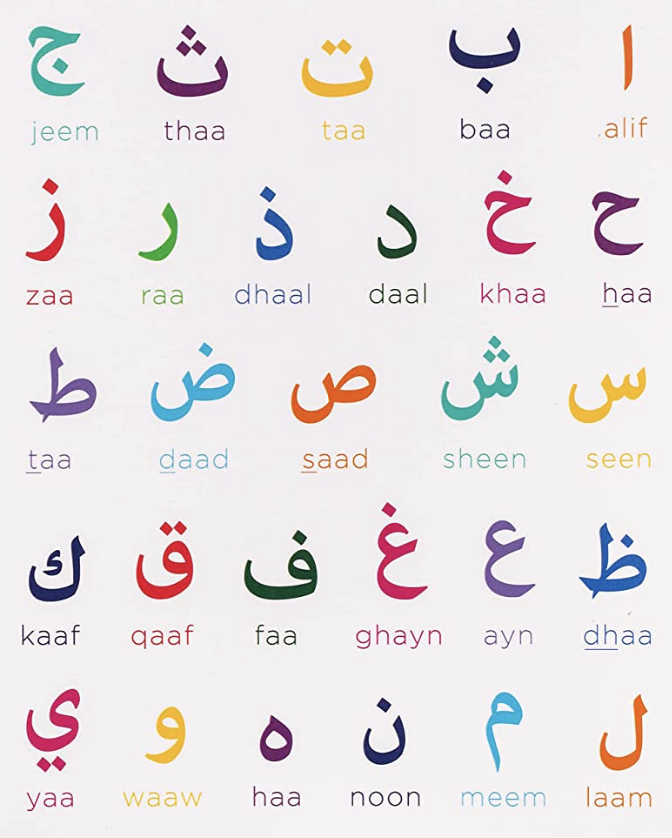 ا ب ت ث ج
.alif baa taa thaa jeem
ح خ د ذ ر ز
haa khaa daal dhaal raa zaa
س ش ص ض ط
seen sheen saad daad taa
ظ ع غ ف ق ك
dhaa ayn ghayn faa qaaf kaaf
ل م ن ه و ي
laam meem noon haa waaw yaa